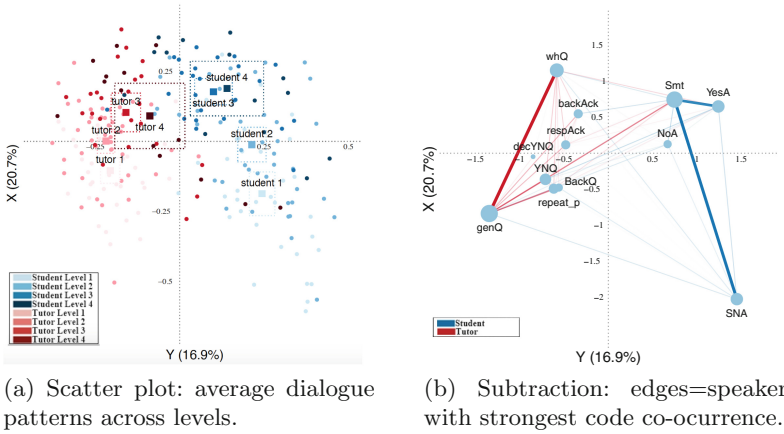 0.25
student 4
student 3
tutor 3
tutor 2
tutor 4
student 2
0.25
0.5
tutor 1
student 1
−0.25
−0.5
X (20.7%)
Student Level 1
Student Level 2
Student Level 3
Student Level 4
Tutor Level 1
Tutor Level 2
Tutor Level 3
Tutor Level 4
Y (16.9%)
(a) Scatter plot: average dialogue
patterns across levels.
whQ
1.5
Smt
YesA
1
backAck
0.5
respAck
NoA
decYNQ
−1.5
−1
−0.5
0.5
1
1.5
YNQ
BackQ
−0.5
repeat_p
genQ
−1
−1.5
−2
SNA
X (20.7%)
Student
Tutor
Y (16.9%)
(b) Subtraction: edges=speaker
with strongest code co-ocurrence.